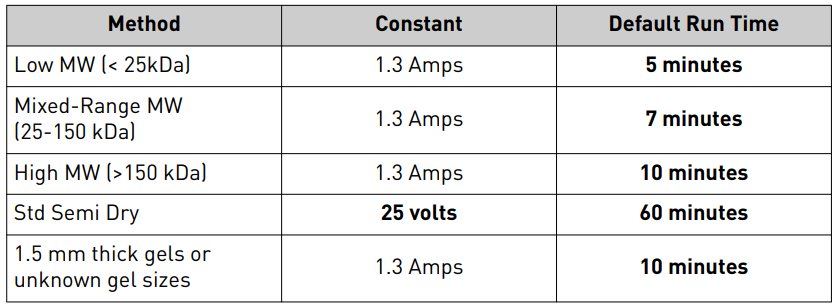 Method Constant Default Run Time
Low MW (< 25kDa) 1.3 Amps 5 minutes
Mixed-Range MW
(25-150 kDa) 1.3 Amps 7 minutes
High MW (>150 kDa) 1.3 Amps 10 minutes
Std Semi Dry 25 volts 60 minutes
1.5 mm thick gels or
unknown gel sizes 1.3 Amps 10 minutes